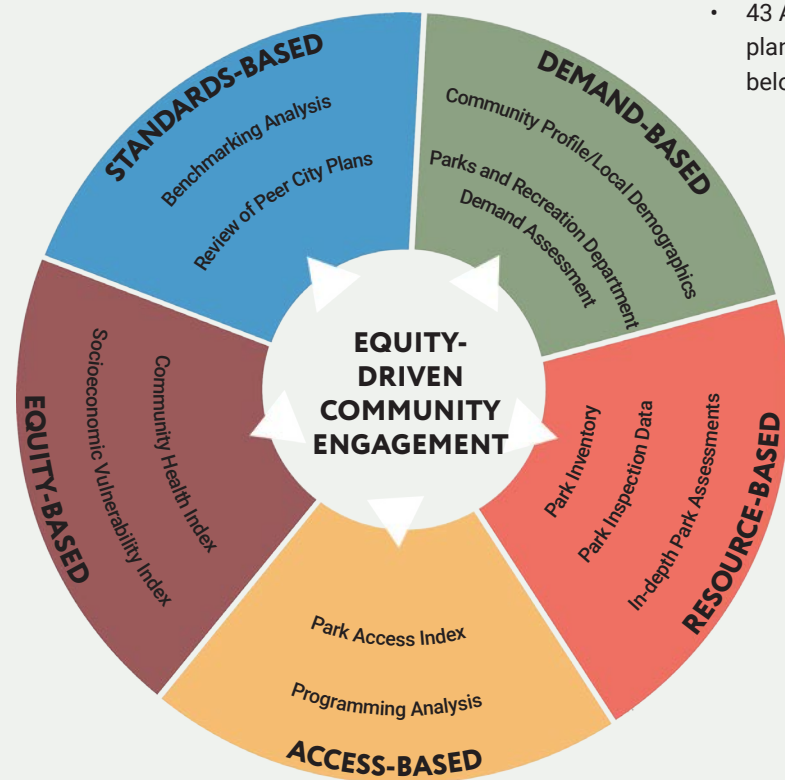 • 43 A
plan
belo
STANDARDS-BASED
Benchmarking Analysis
Review of Peer City Plans
DEMAND-BASED
Community Profile/Local Demographics
Parks and Recreation Department
Demand Assessment
EQUITY-
DRIVEN
COMMUNITY
ENGAGEMENT
EQUITY-BASED
Socioeconomic Vulnerability Index
Community Health Index
RESOURCE-BASED
Park Inventory
Park Inspection Data
In-depth Park Assessments
Park Access Index
Programming Analysis
ACCESS-BASED